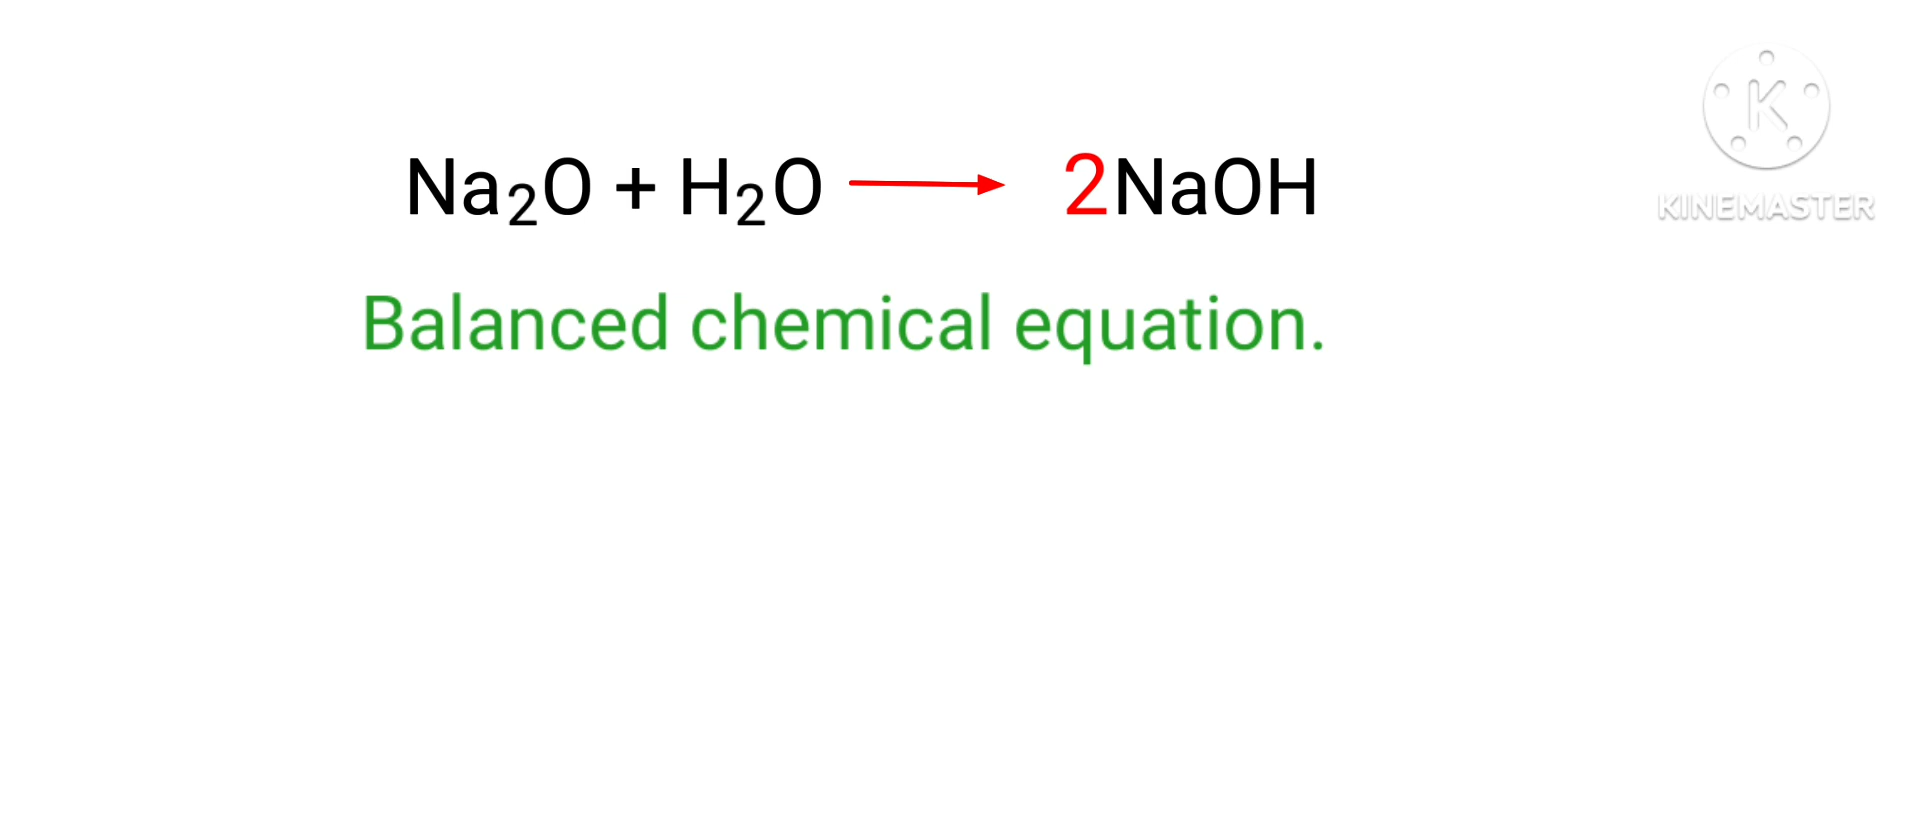 Na₂O + H₂O ⟶ 2NaOH
Balanced chemical equation.
K
KINEMASTER